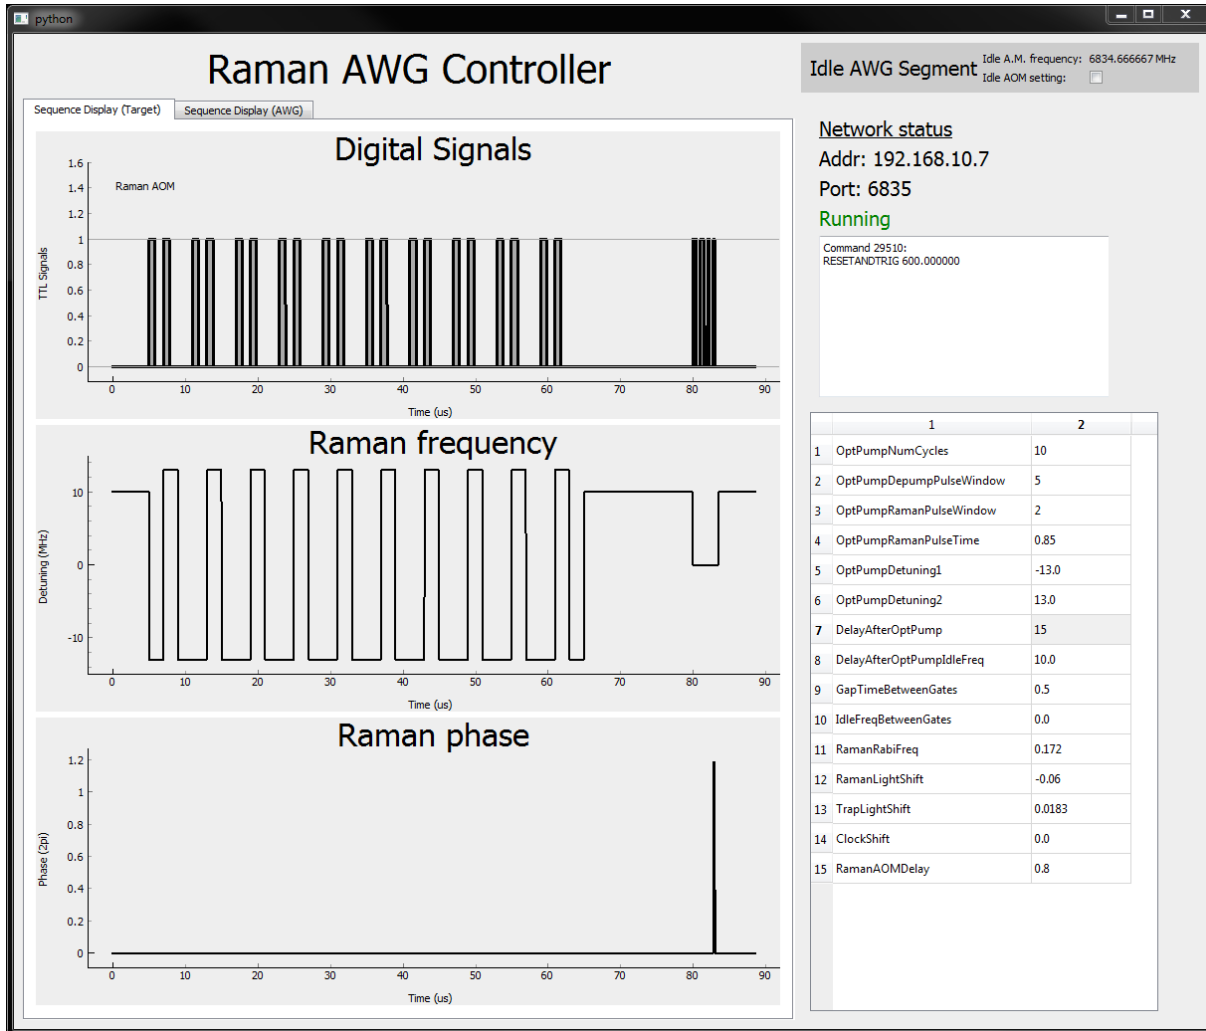 python
Raman AWG Controller
Idle AWG Segment
Idle A.M. frequency: 6834.666667 MHz
Idle AOM setting:
Sequence Display (Target)
Sequence Display (AWG)
Digital Signals
Raman AOM
TTL Signals
1.6
1.4
1.2
1
0.8
0.6
0.4
0.2
0
0 10 20 30 40 50 60 70 80 90
Time (us)
Raman frequency
Detuning (MHz)
10
0
-10
0 10 20 30 40 50 60 70 80 90
Time (us)
Raman phase
Phase (2pi)
1.2
1
0.8
0.6
0.4
0.2
0
0 10 20 30 40 50 60 70 80 90
Time (us)
Network status
Addr: 192.168.10.7
Port: 6835
Running
Command 29510:
RESETANDTRIG 600.000000
1 2
1 OptPumpNumCycles 10
2 OptPumpDepumpPulseWindow 5
3 OptPumpRamanPulseWindow 2
4 OptPumpRamanPulseTime 0.85
5 OptPumpDetuning1 -13.0
6 OptPumpDetuning2 13.0
7 DelayAfterOptPump 15
8 DelayAfterOptPumpIdleFreq 10.0
9 GapTimeBetweenGates 0.5
10 IdleFreqBetweenGates 0.0
11 RamanRabiFreq 0.172
12 RamanLightShift -0.06
13 TrapLightShift 0.0183
14 ClockShift 0.0
15 RamanAOMDelay 0.8